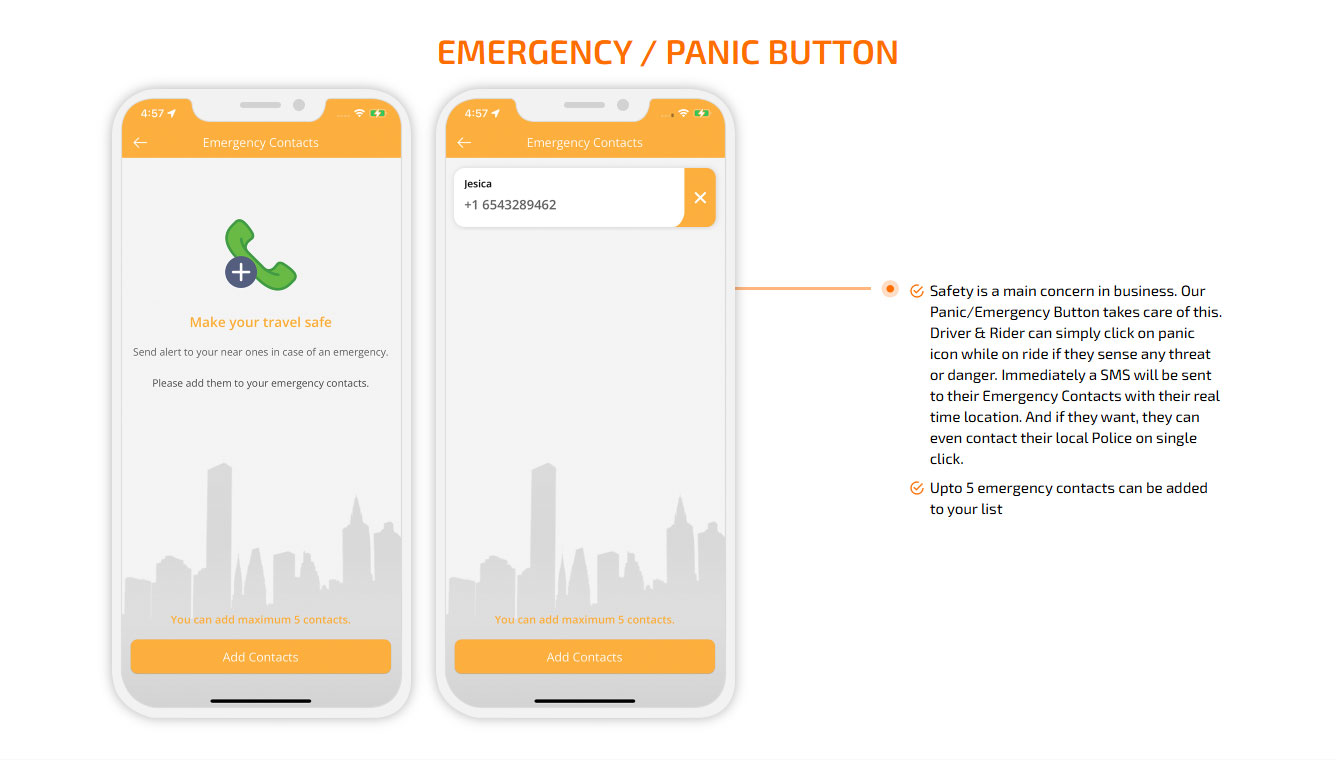 EMERGENCY / PANIC BUTTON
4:57
Emergency Contacts
Make your travel safe
Send alert to your near ones in case of an emergency.
Please add them to your emergency contacts.
You can add maximum 5 contacts.
Add Contacts
4:57
Emergency Contacts
Jesica
+1 6543289462
You can add maximum 5 contacts.
Add Contacts
Safety is a main concern in business. Our
Panic/Emergency Button takes care of this.
Driver & Rider can simply click on panic
icon while on ride if they sense any threat
or danger. Immediately a SMS will be sent
to their Emergency Contacts with their real
time location. And if they want, they can
even contact their local Police on single
click.
Upto 5 emergency contacts can be added
to your list